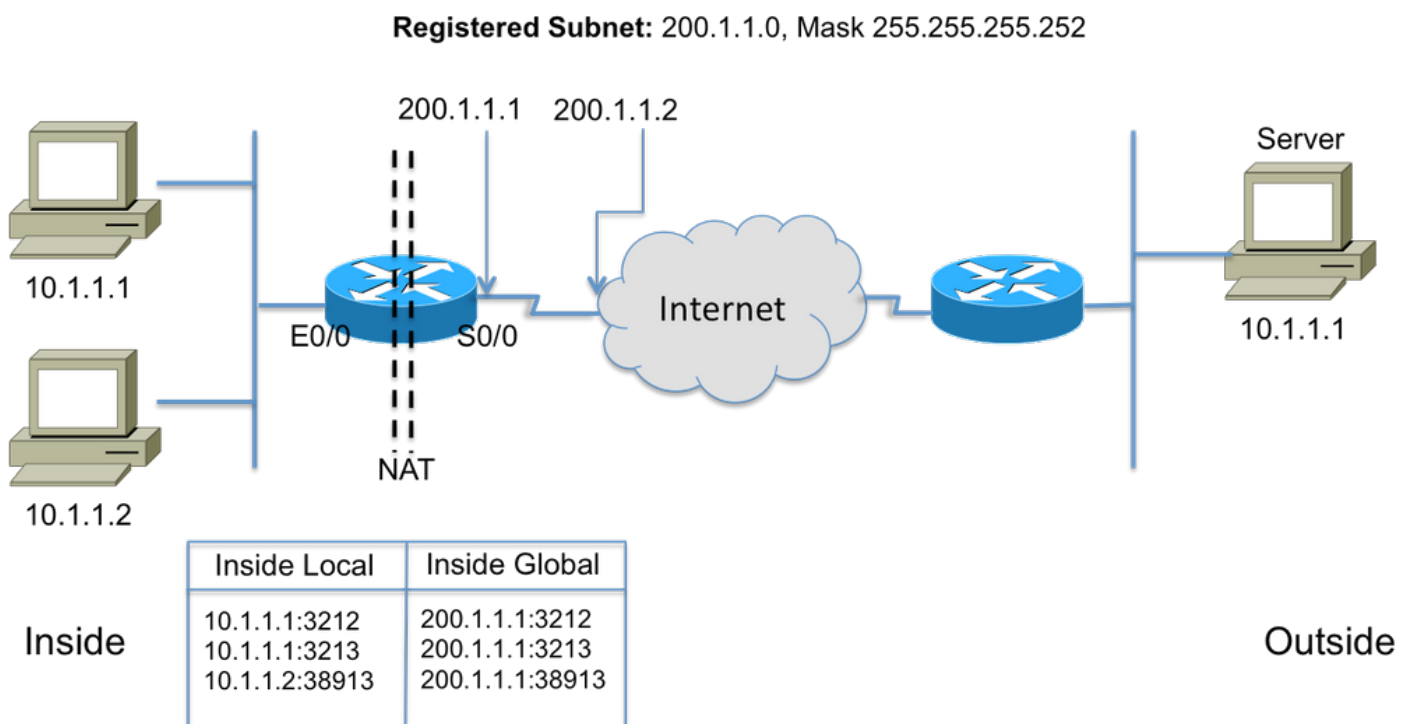 Registered Subnet: 200.1.1.0, Mask 255.255.255.252
200.1.1.1
200.1.1.2
Server
10.1.1.1
Internet
E0/0
S0/0
10.1.1.1
NAT
10.1.1.2
Inside Local
Inside Global
10.1.1.1:3212
200.1.1.1:3212
10.1.1.1:3213
200.1.1.1:3213
10.1.1.2:38913
200.1.1.1:38913
Inside
Outside